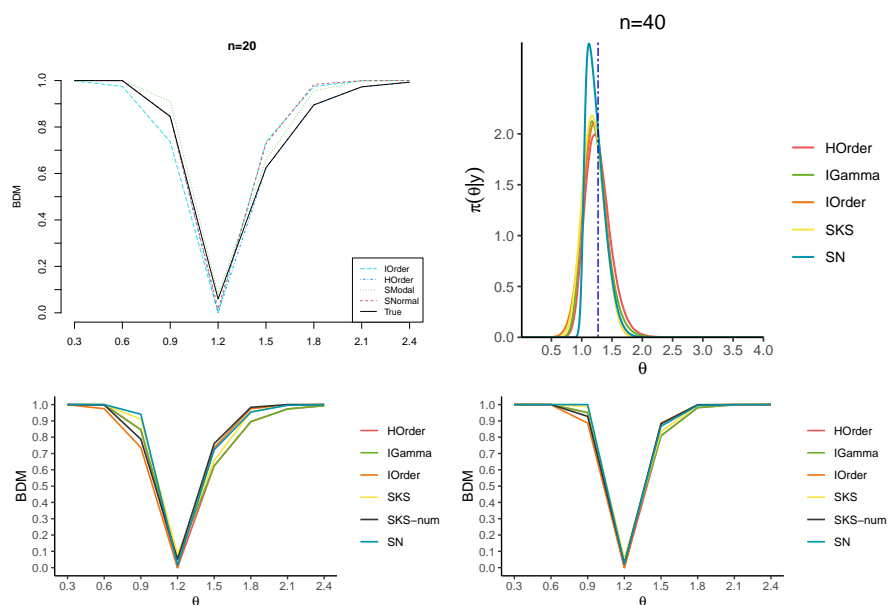 n=20
BDM
1.0
0.8
0.6
0.4
0.2
0.0
0.3 0.6 0.9 1.2 1.5 1.8 2.1 2.4
IOrder
HOrder
SModal
SNormal
True
n=40
π(θ|y)
2.0
1.5
1.0
0.5
0.0
0.5 1.0 1.5 2.0 2.5 3.0 3.5 4.0
θ
HOrder
IGamma
IOrder
SKS
SN
BDM
1.0
0.9
0.8
0.7
0.6
0.5
0.4
0.3
0.2
0.1
0.0
0.3 0.6 0.9 1.2 1.5 1.8 2.1 2.4
θ
HOrder
IGamma
IOrder
SKS
SKS−num
SN
BDM
1.0
0.9
0.8
0.7
0.6
0.5
0.4
0.3
0.2
0.1
0.0
0.3 0.6 0.9 1.2 1.5 1.8 2.1 2.4
θ
HOrder
IGamma
IOrder
SKS
SKS−num
SN